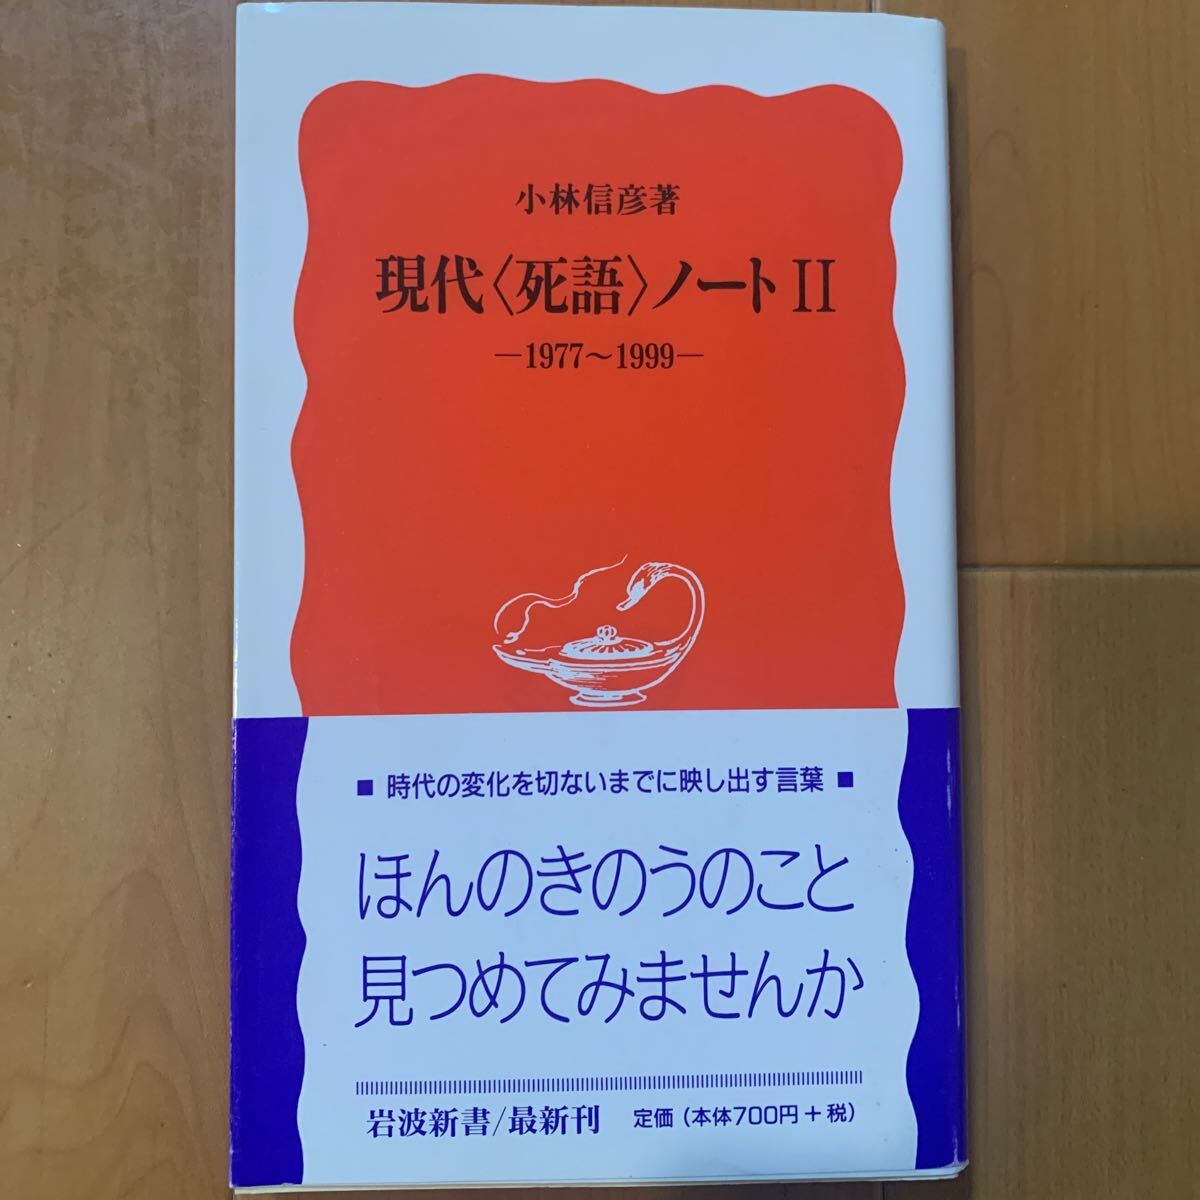 小林信彦著
現代〈死語〉ノートII
―1977〜1999―
■ 時代の変化を切ないまでに映し出す言葉 ■
ほんのきのうのこと
見つめてみませんか
岩波新書/最新刊 定価（本体700円＋税）